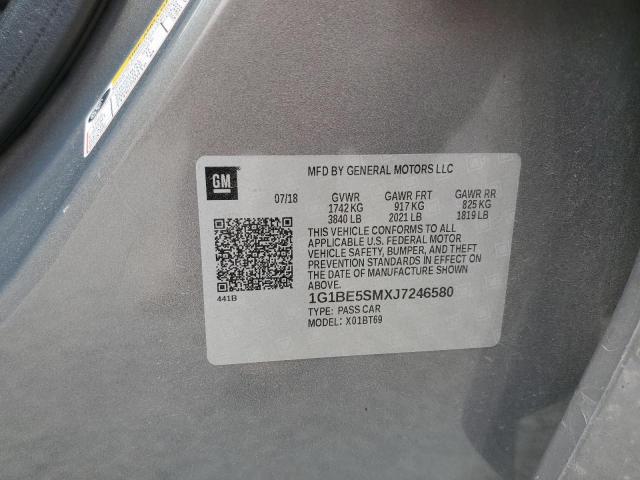 GM
MFD BY GENERAL MOTORS LLC
07/18 GVWR GAWR FRT GAWR RR
1742 KG 917 KG 825 KG
3840 LB 2021 LB 1819 LB
THIS VEHICLE CONFORMS TO ALL
APPLICABLE U.S. FEDERAL MOTOR
VEHICLE SAFETY, BUMPER, AND THEFT
PREVENTION STANDARDS IN EFFECT ON
THE DATE OF MANUFACTURE SHOWN
ABOVE.
441B
1G1BE5SMXJ7246580
TYPE: PASS CAR
MODEL: X01BT69